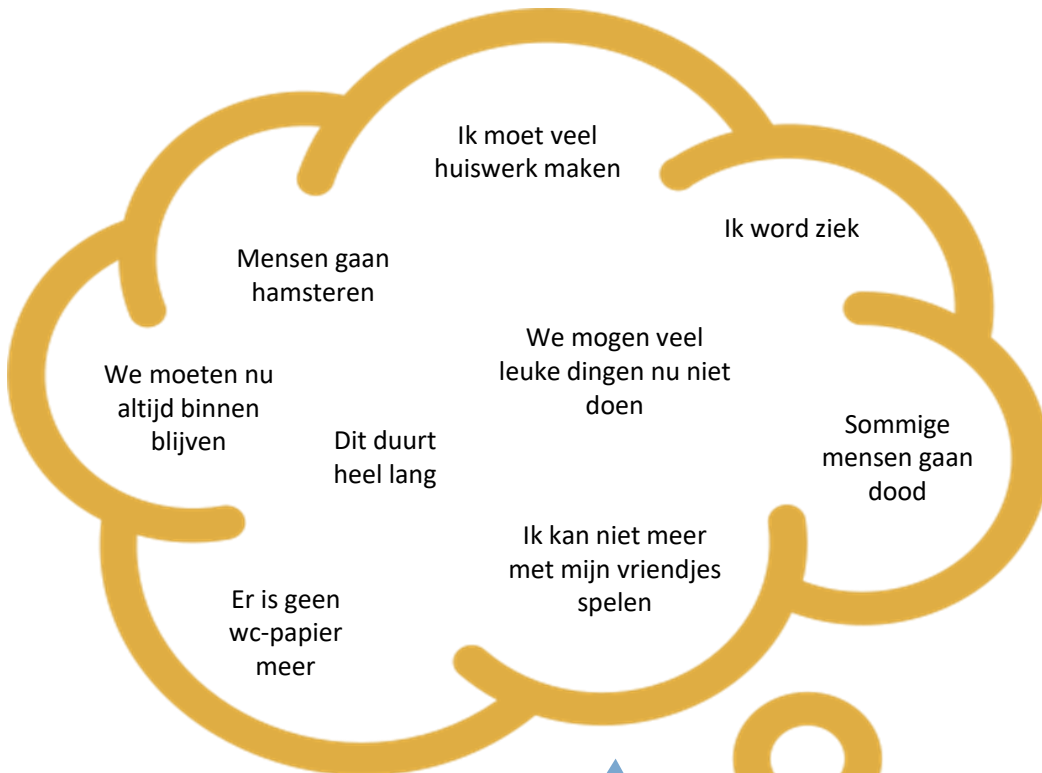 Ik moet veel
huiswerk maken
Ik word ziek
Mensen gaan
hamsteren
We mogen veel
leuke dingen nu niet
doen
We moeten nu
altijd binnen
blijven
Dit duurt
heel lang
Sommige
mensen gaan
dood
Ik kan niet meer
met mijn vriendjes
spelen
Er is geen
wc-papier
meer